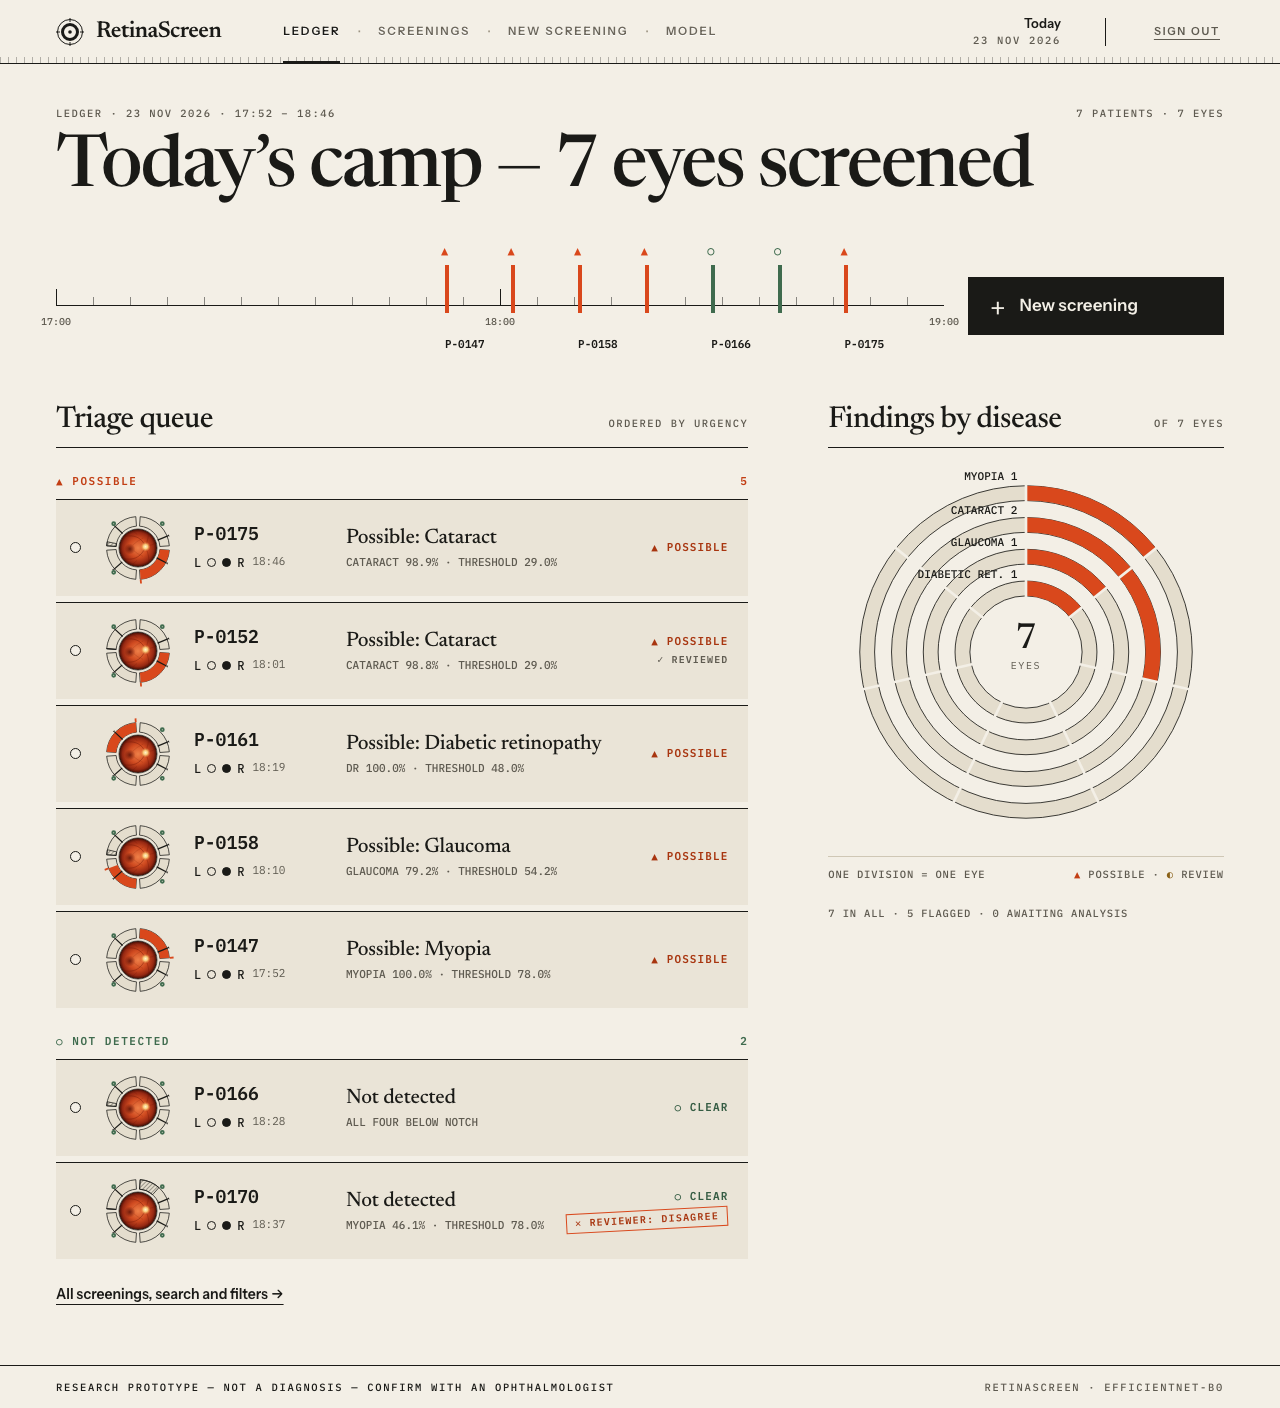 RetinaScreen
LEDGER · SCREENINGS · NEW SCREENING · MODEL
Today
23 NOV 2026
SIGN OUT
LEDGER · 23 NOV 2026 · 17:52 – 18:46
7 PATIENTS · 7 EYES
Today’s camp — 7 eyes screened
▲ ▲ ▲ ▲ ○ ○ ▲
17:00 18:00 19:00
P-0147 P-0158 P-0166 P-0175
+ New screening
Triage queue
ORDERED BY URGENCY
▲ POSSIBLE 5
P-0175
L ○ ● R 18:46
Possible: Cataract
CATARACT 98.9% · THRESHOLD 29.0%
▲ POSSIBLE
P-0152
L ○ ● R 18:01
Possible: Cataract
CATARACT 98.8% · THRESHOLD 29.0%
▲ POSSIBLE
✓ REVIEWED
P-0161
L ○ ● R 18:19
Possible: Diabetic retinopathy
DR 100.0% · THRESHOLD 48.0%
▲ POSSIBLE
P-0158
L ○ ● R 18:10
Possible: Glaucoma
GLAUCOMA 79.2% · THRESHOLD 54.2%
▲ POSSIBLE
P-0147
L ○ ● R 17:52
Possible: Myopia
MYOPIA 100.0% · THRESHOLD 78.0%
▲ POSSIBLE
○ NOT DETECTED 2
P-0166
L ○ ● R 18:28
Not detected
ALL FOUR BELOW NOTCH
○ CLEAR
P-0170
L ○ ● R 18:37
Not detected
MYOPIA 46.1% · THRESHOLD 78.0%
○ CLEAR
× REVIEWER: DISAGREE
All screenings, search and filters →
Findings by disease
OF 7 EYES
MYOPIA 1
CATARACT 2
GLAUCOMA 1
DIABETIC RET. 1
7
EYES
ONE DIVISION = ONE EYE
▲ POSSIBLE · ◐ REVIEW
7 IN ALL · 5 FLAGGED · 0 AWAITING ANALYSIS
RESEARCH PROTOTYPE — NOT A DIAGNOSIS — CONFIRM WITH AN OPHTHALMOLOGIST
RETINASCREEN · EFFICIENTNET-B0